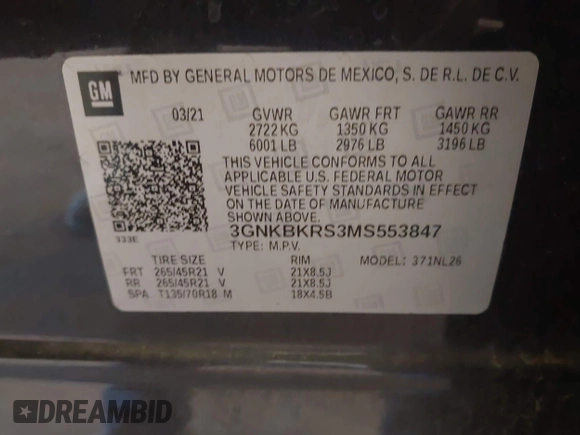 GM
MFD BY GENERAL MOTORS DE MEXICO, S. DE R.L. DE C.V.
03/21 GVWR GAWR FRT GAWR RR
2722 KG 1350 KG 1450 KG
6001 LB 2976 LB 3196 LB
THIS VEHICLE CONFORMS TO ALL
APPLICABLE U.S. FEDERAL MOTOR
VEHICLE SAFETY STANDARDS IN EFFECT
ON THE DATE OF MANUFACTURE
SHOWN ABOVE.
333E 3GNKBKRS3MS553847
TYPE: M.P.V.
TIRE SIZE RIM MODEL: 371NL26
FRT 265/45R21 V 21X8.5J
RR 265/45R21 V 21X8.5J
SPA T135/70R18 M 18X4.5B
DREAMBID